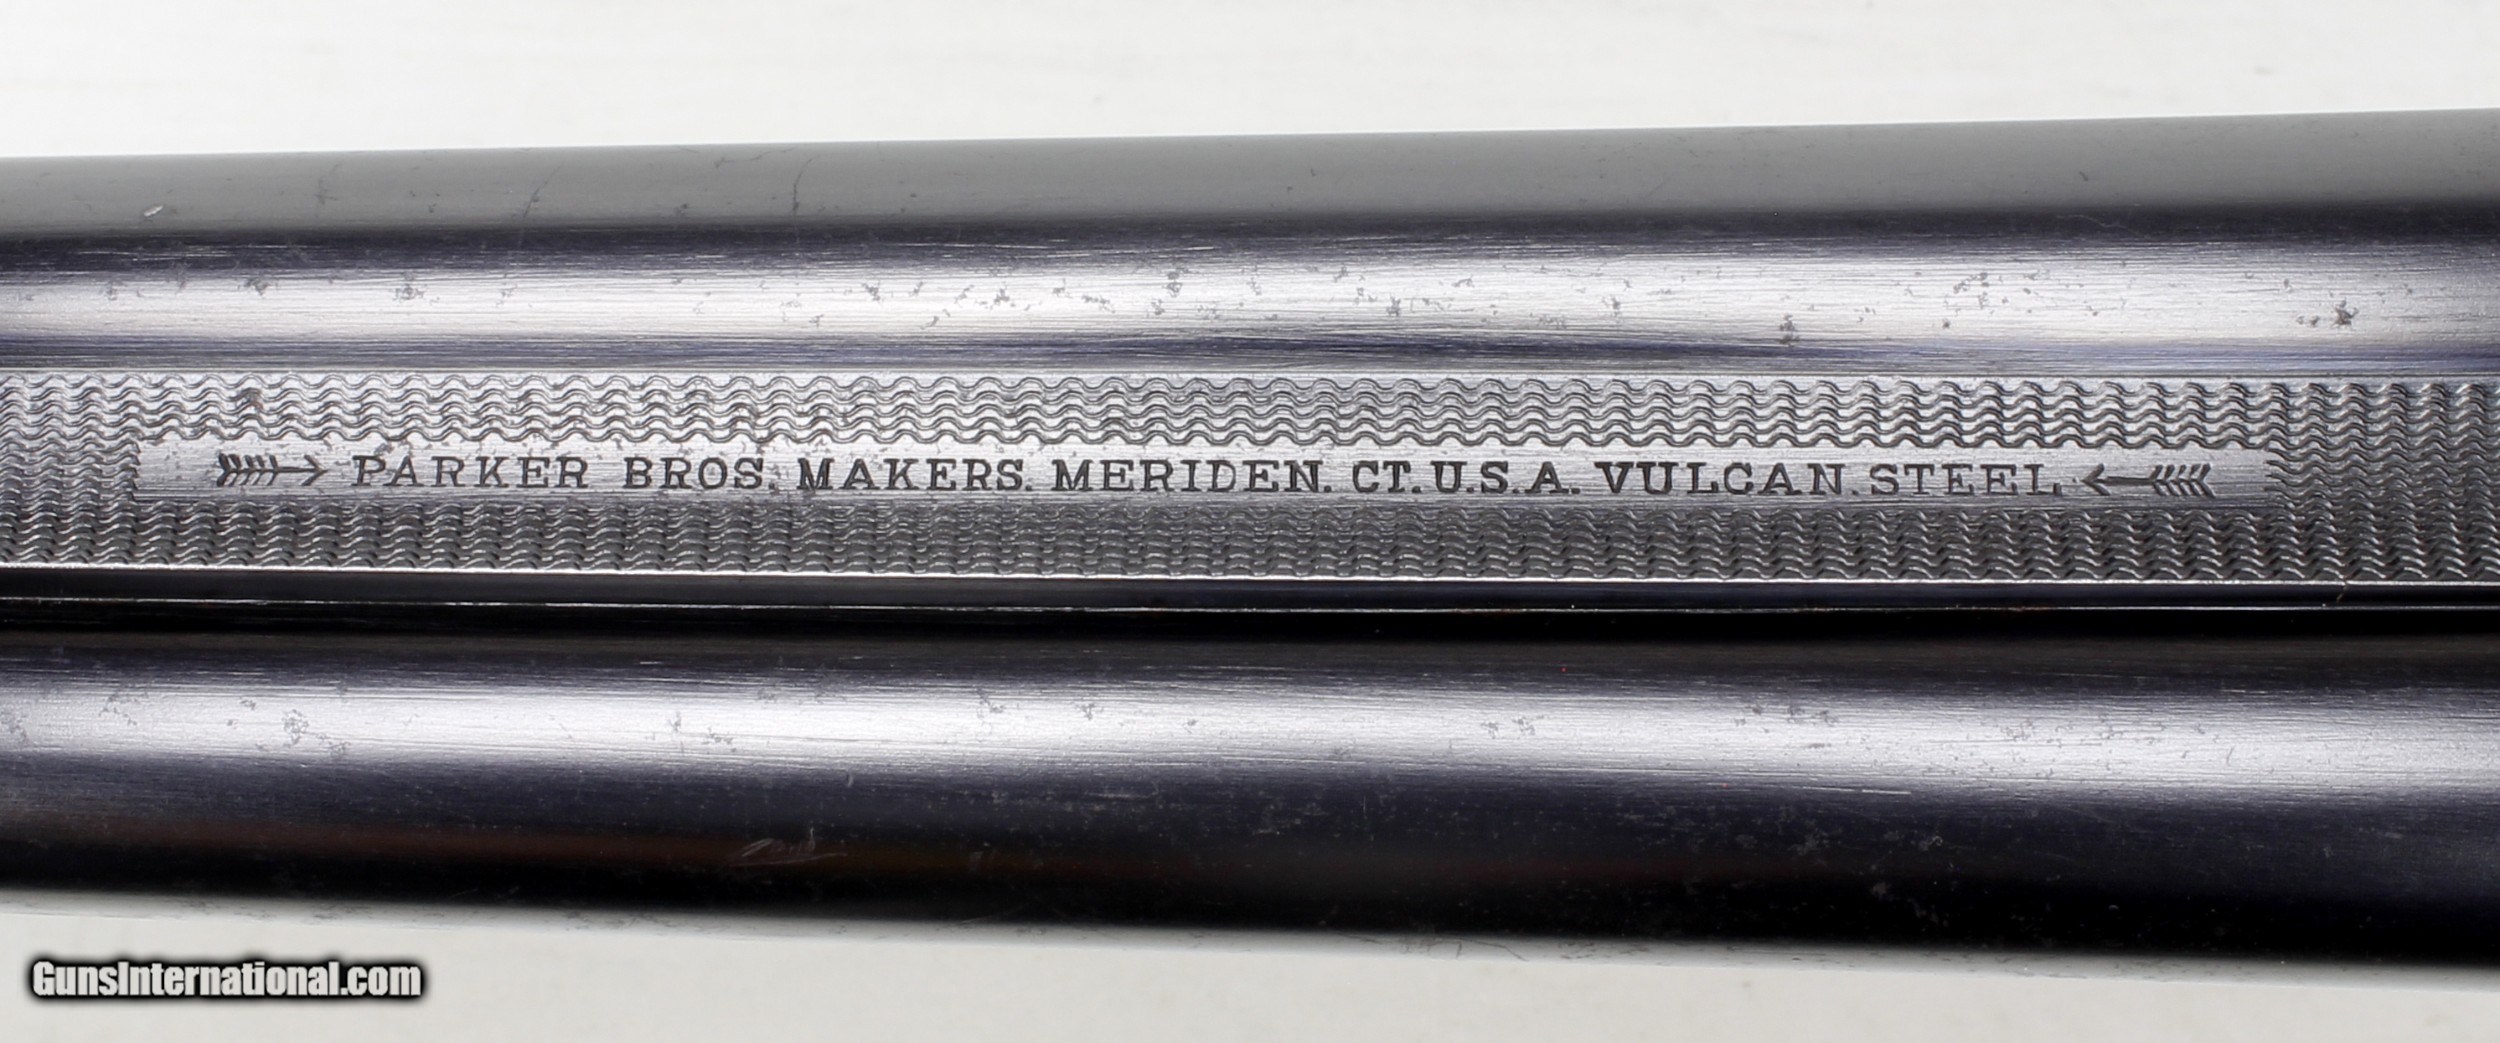 PARKER BROS. MAKERS. MERIDEN. CT. U.S.A. VULCAN. STEEL.
GunsInternational.com